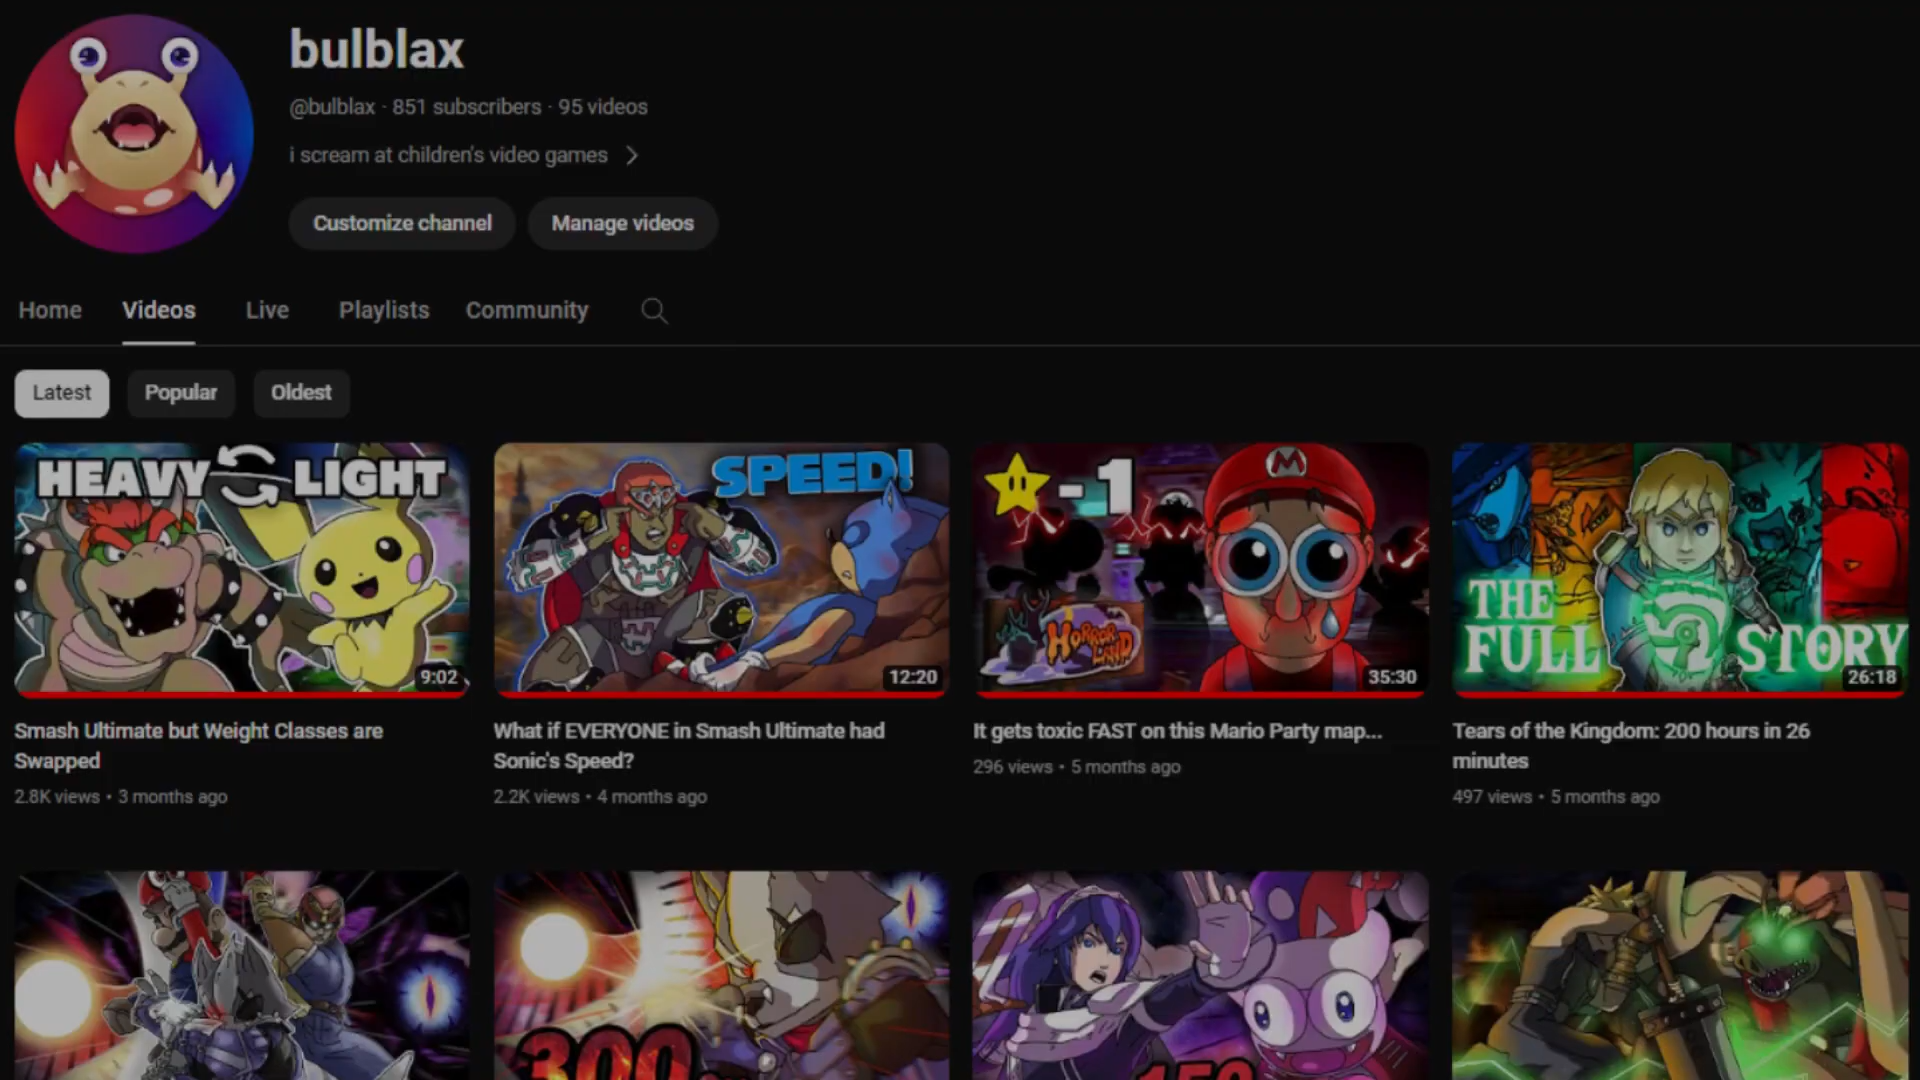 bulblax
@bulblax · 851 subscribers · 95 videos
i scream at children's video games
Customize channel
Manage videos
Home
Videos
Live
Playlists
Community
Latest
Popular
Oldest
HEAVY LIGHT
9:02
SPEED!
12:20
- 1
HORROR LAND
M
35:30
THE FULL STORY
26:18
Smash Ultimate but Weight Classes are
Swapped
2.8K views • 3 months ago
What if EVERYONE in Smash Ultimate had
Sonic's Speed?
2.2K views • 4 months ago
It gets toxic FAST on this Mario Party map...
296 views • 5 months ago
Tears of the Kingdom: 200 hours in 26
minutes
497 views • 5 months ago
300
150